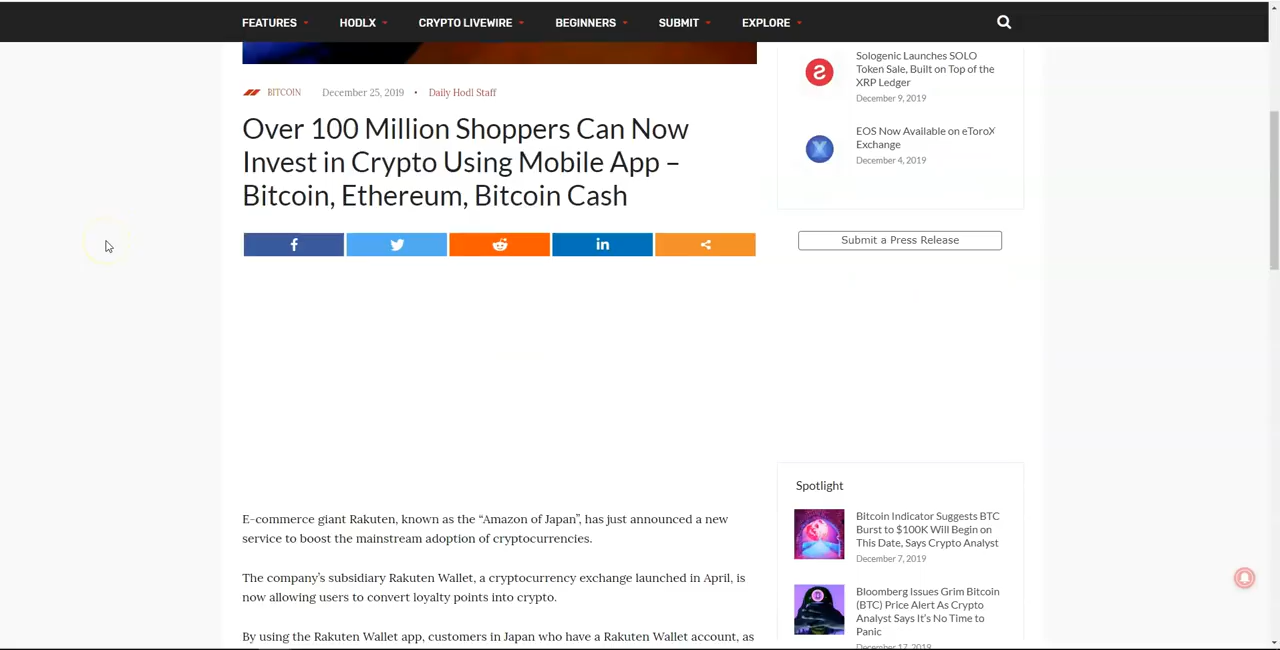 FEATURES HODLX CRYPTO LIVEWIRE BEGINNERS SUBMIT EXPLORE
BITCOIN December 25, 2019 • Daily Hodl Staff
Over 100 Million Shoppers Can Now
Invest in Crypto Using Mobile App –
Bitcoin, Ethereum, Bitcoin Cash
E-commerce giant Rakuten, known as the “Amazon of Japan”, has just announced a new
service to boost the mainstream adoption of cryptocurrencies.
The company’s subsidiary Rakuten Wallet, a cryptocurrency exchange launched in April, is
now allowing users to convert loyalty points into crypto.
By using the Rakuten Wallet app, customers in Japan who have a Rakuten Wallet account, as
Sologenic Launches SOLO
Token Sale, Built on Top of the
XRP Ledger
December 9, 2019
EOS Now Available on eToroX
Exchange
December 4, 2019
Submit a Press Release
Spotlight
Bitcoin Indicator Suggests BTC
Burst to $100K Will Begin on
This Date, Says Crypto Analyst
December 7, 2019
Bloomberg Issues Grim Bitcoin
(BTC) Price Alert As Crypto
Analyst Says It’s No Time to
Panic
December 17, 2019